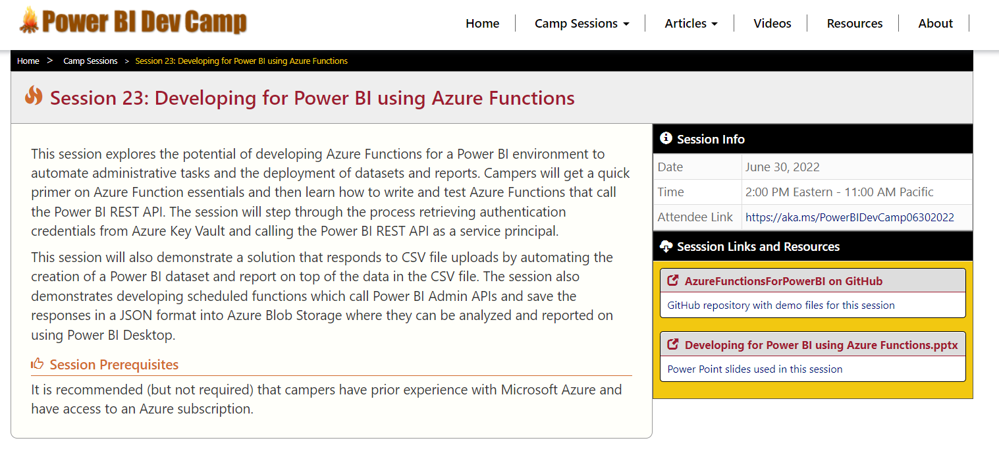 Power BI Dev Camp
Home
Camp Sessions
Articles
Videos
Resources
About
Home > Camp Sessions > Session 23: Developing for Power BI using Azure Functions
Session 23: Developing for Power BI using Azure Functions
This session explores the potential of developing Azure Functions for a Power BI environment to
automate administrative tasks and the deployment of datasets and reports. Campers will get a quick
primer on Azure Function essentials and then learn how to write and test Azure Functions that call
the Power BI REST API. The session will step through the process retrieving authentication
credentials from Azure Key Vault and calling the Power BI REST API as a service principal.
This session will also demonstrate a solution that responds to CSV file uploads by automating the
creation of a Power BI dataset and report on top of the data in the CSV file. The session also
demonstrates developing scheduled functions which call Power BI Admin APIs and save the
responses in a JSON format into Azure Blob Storage where they can be analyzed and reported on
using Power BI Desktop.
Session Prerequisites
It is recommended (but not required) that campers have prior experience with Microsoft Azure and
have access to an Azure subscription.
Session Info
Date June 30, 2022
Time 2:00 PM Eastern - 11:00 AM Pacific
Attendee Link https://aka.ms/PowerBIDevCamp06302022
Sesssion Links and Resources
AzureFunctionsForPowerBI on GitHub
GitHub repository with demo files for this session
Developing for Power BI using Azure Functions.pptx
Power Point slides used in this session